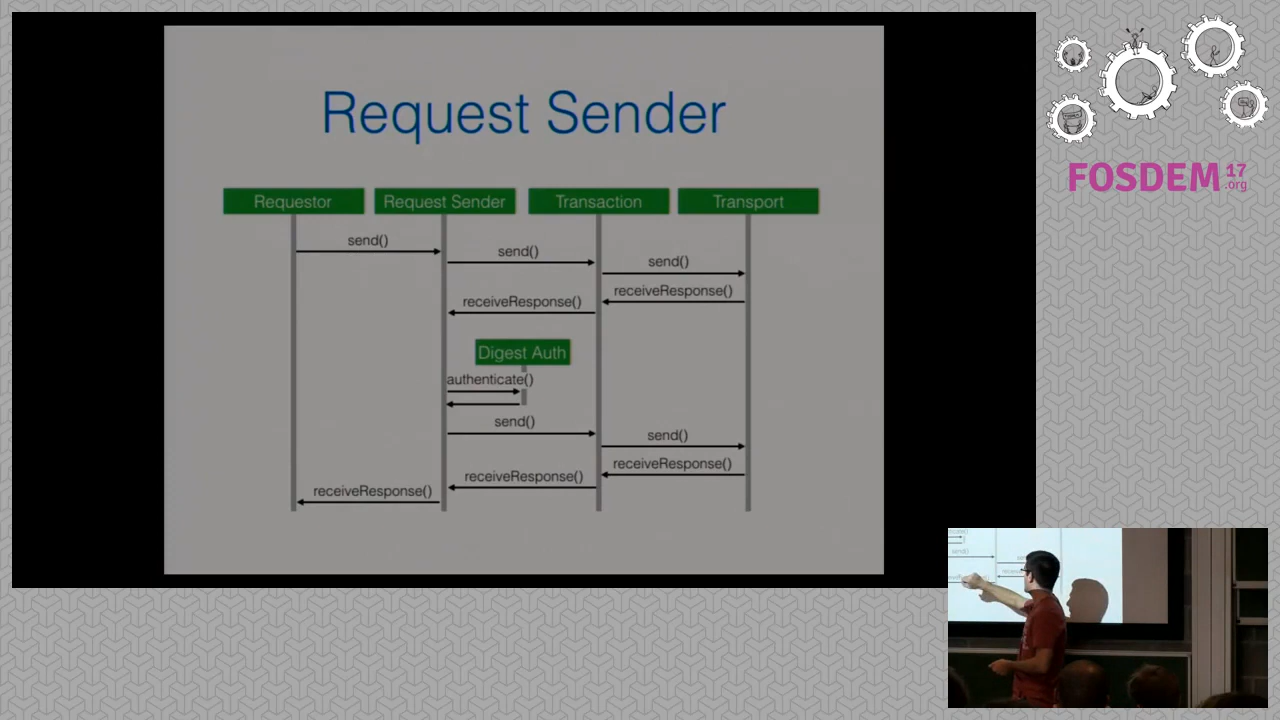 Request Sender
Requestor
Request Sender
Transaction
Transport
send()
send()
send()
receiveResponse()
receiveResponse()
Digest Auth
authenticate()
send()
send()
receiveResponse()
receiveResponse()
receiveResponse()
FOSDEM 17
.org
send()